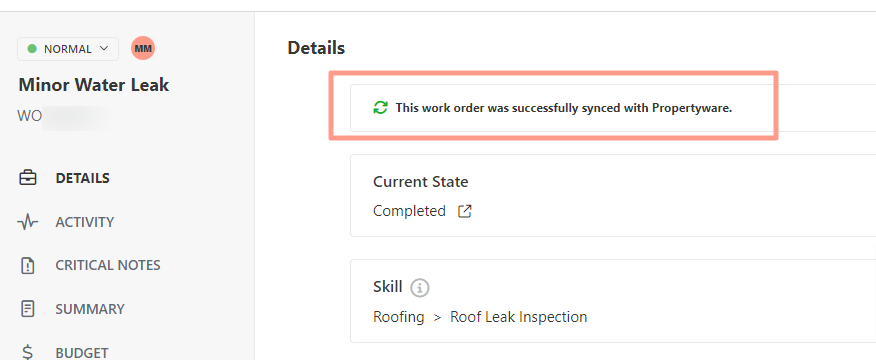 NORMAL
MM
Minor Water Leak
WO
DETAILS
ACTIVITY
CRITICAL NOTES
SUMMARY
BUDGET
Details
This work order was successfully synced with Propertyware.
Current State
Completed
Skill
Roofing > Roof Leak Inspection